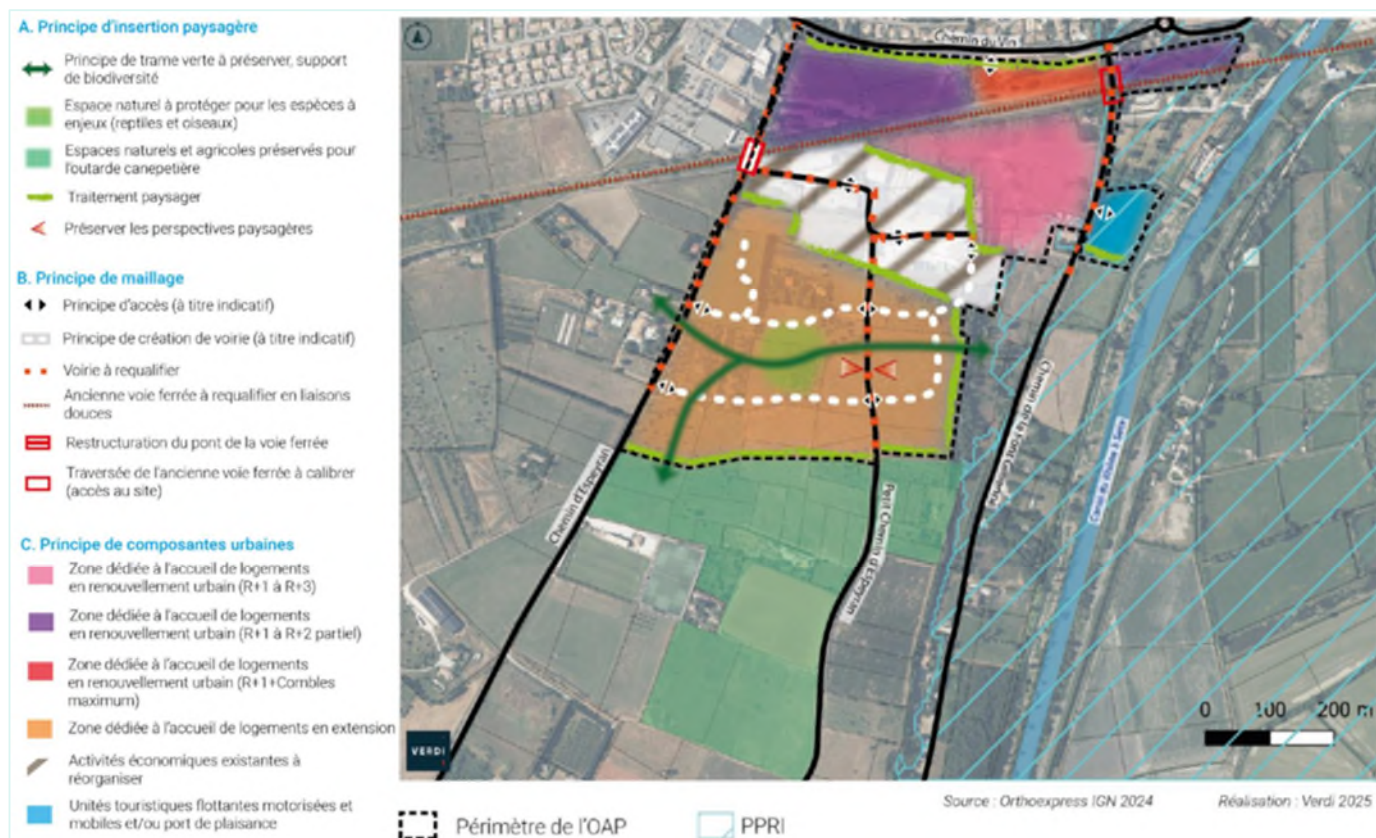 A. Principe d'insertion paysagère
Principe de trame verte à préserver, support
de biodiversité
Espace naturel à protéger pour les espèces à
enjeux (reptiles et oiseaux)
Espaces naturels et agricoles préservés pour
l'outarde canepetière
Traitement paysager
Préserver les perspectives paysagères
B. Principe de maillage
Principe d'accès (à titre indicatif)
Principe de création de voirie (à titre indicatif)
Voirie à requalifier
Ancienne voie ferrée à requalifier en liaisons
douces
Restructuration du pont de la voie ferrée
Traversée de l'ancienne voie ferrée à calibrer
(accès au site)
C. Principe de composantes urbaines
Zone dédiée à l'accueil de logements
en renouvellement urbain (R+1 à R+3)
Zone dédiée à l'accueil de logements
en renouvellement urbain (R+1 à R+2 partiel)
Zone dédiée à l'accueil de logements
en renouvellement urbain (R+1+Combles
maximum)
Zone dédiée à l'accueil de logements en extension
Activités économiques existantes à
réorganiser
Unités touristiques flottantes motorisées et
mobiles et/ou port de plaisance
Chemin du Vin
Chemin d'Espeyran
Petit Chemin d'Espeyran
Chemin de la Font
Canal du Rhône à Sète
0 100 200 m
VERDI
Périmètre de l'OAP
PPRI
Source : Orthoexpress IGN 2024
Réalisation : Verdi 2025